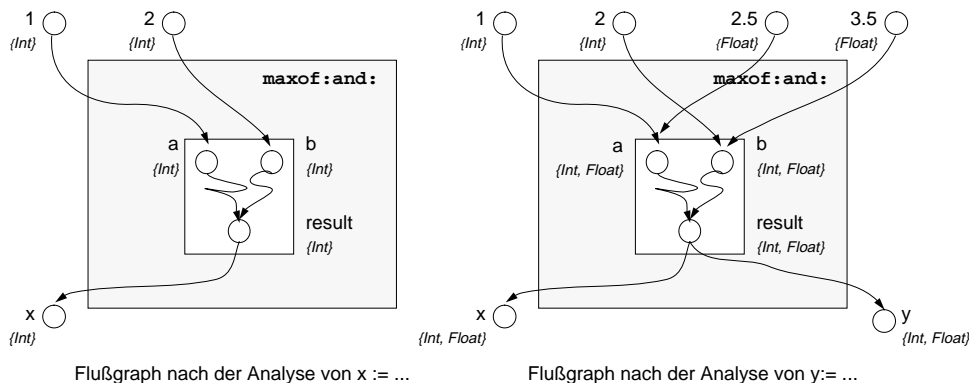 1 2 1 2 2.5 3.5
{Int} {Int} {Int} {Int} {Float} {Float}
maxof:and: maxof:and:
a b a b
{Int} {Int} {Int, Float} {Int, Float}
result result
{Int} {Int, Float}
x x y
{Int} {Int, Float} {Int, Float}
Flußgraph nach der Analyse von x := ... Flußgraph nach der Analyse von y:= ...